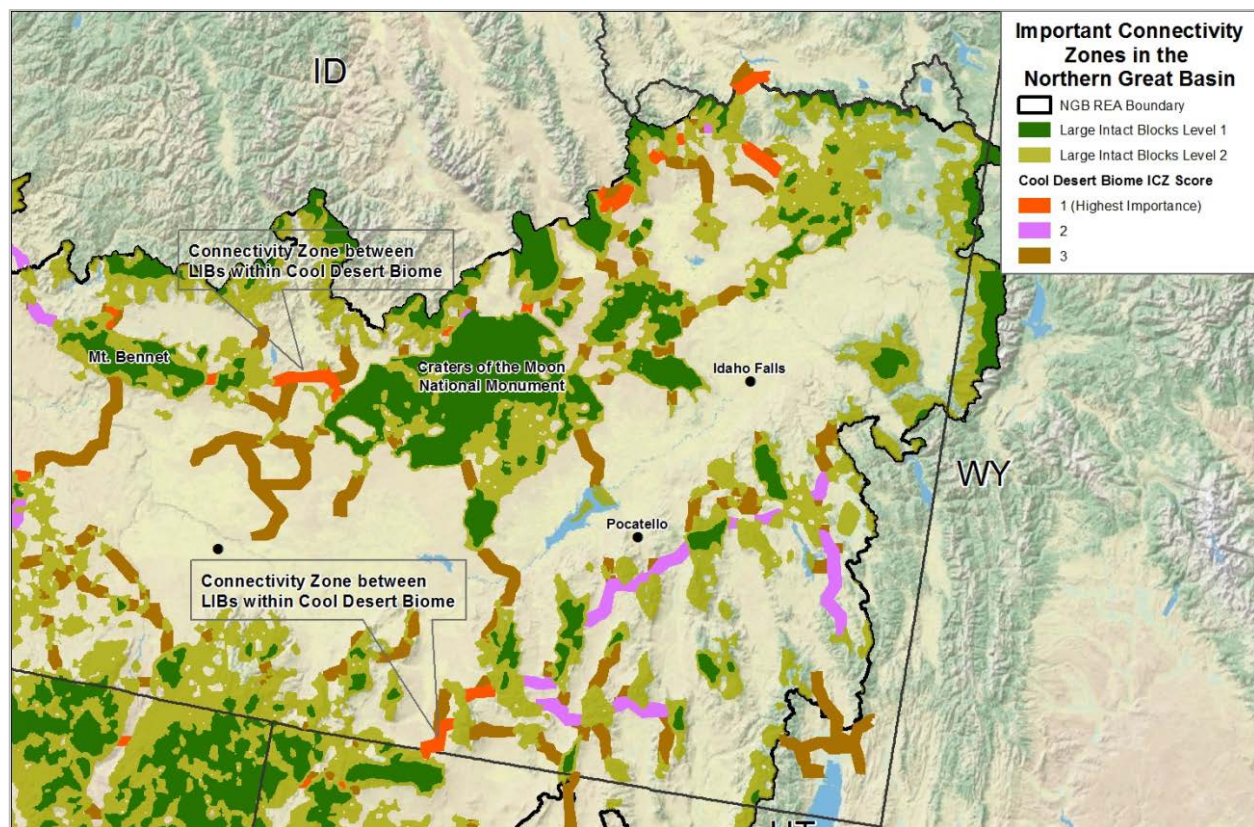 ID
Important Connectivity
Zones in the
Northern Great Basin
NGB REA Boundary
Large Intact Blocks Level 1
Large Intact Blocks Level 2
Cool Desert Biome ICZ Score
1 (Highest Importance)
2
3
Connectivity Zone between
LIBs within Cool Desert Biome
Mt. Bennet
Craters of the Moon
National Monument
Idaho Falls
WY
Pocatello
Connectivity Zone between
LIBs within Cool Desert Biome
UT